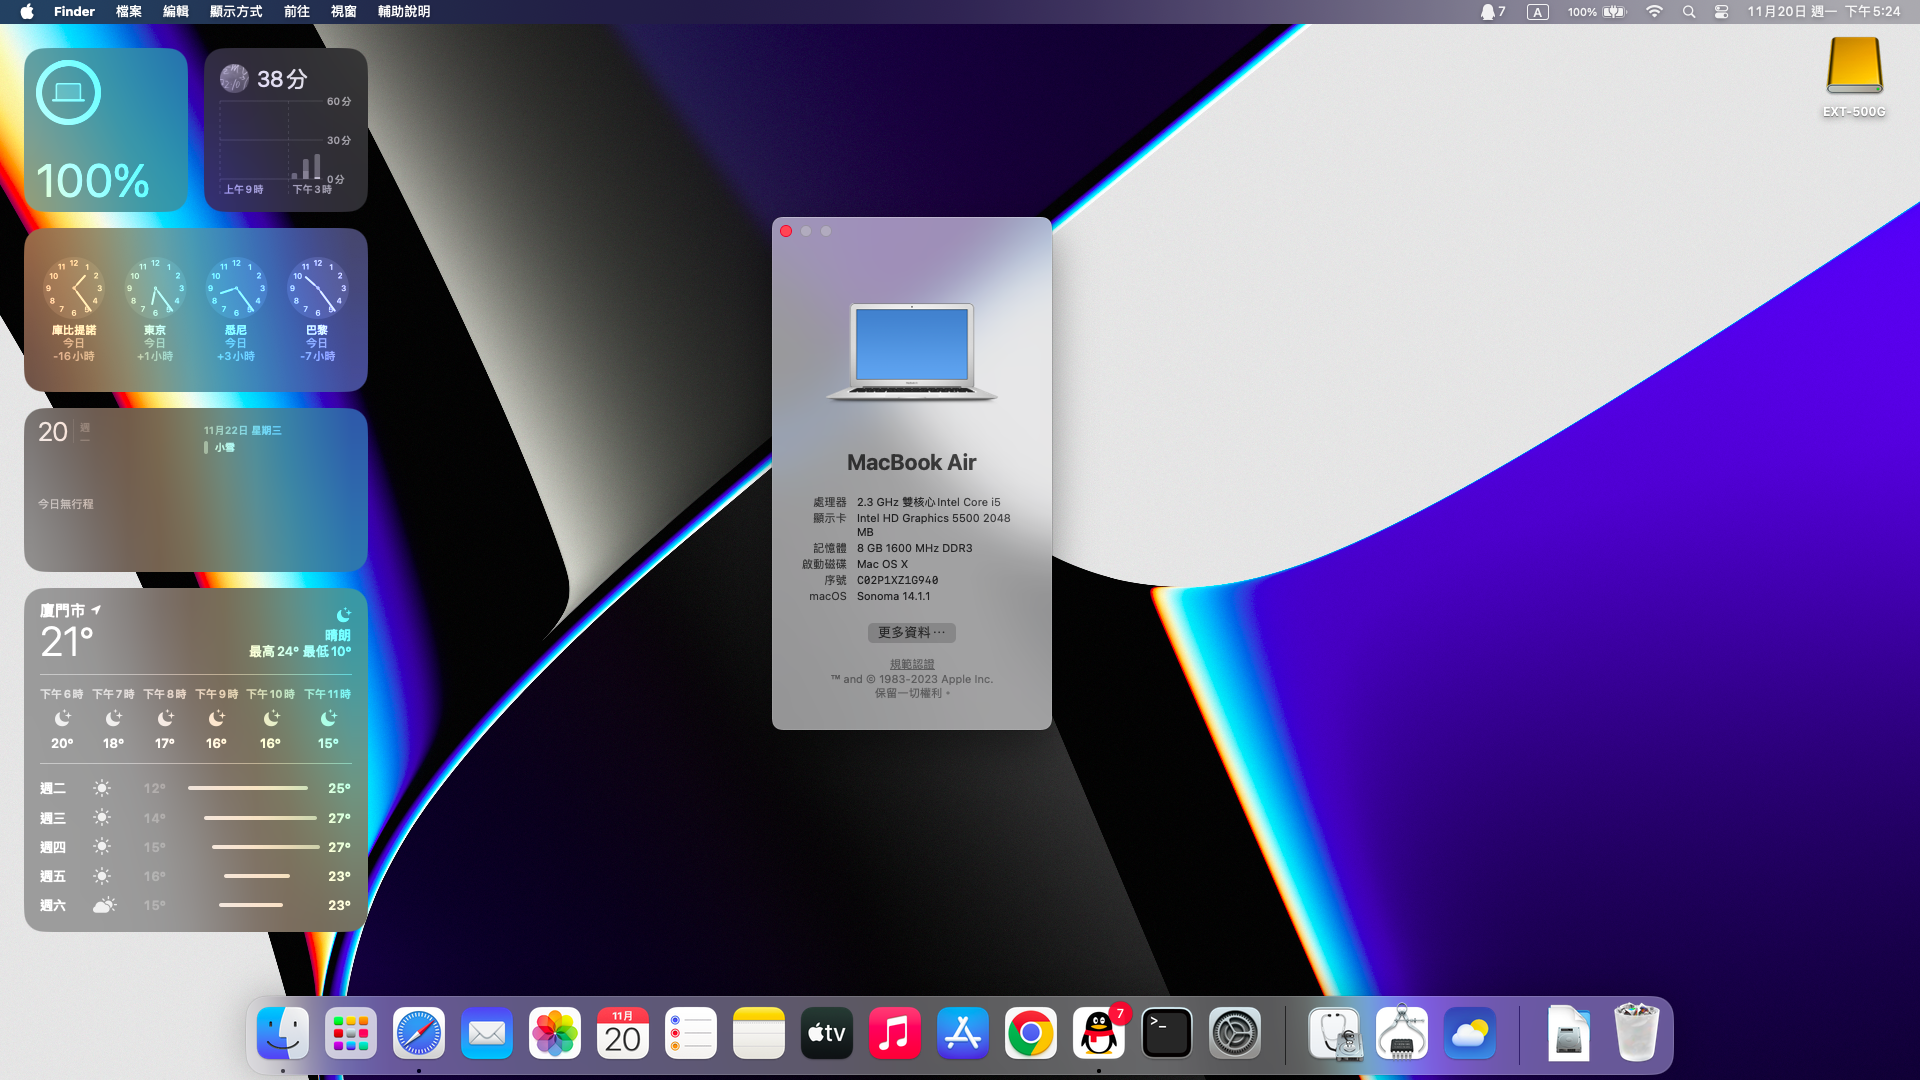 Finder 檔案 編輯 顯示方式 前往 視窗 輔助說明
7 A 100% 11月20日 週一 下午5:24
EXT-500G
100%
38分
60分
30分
0分
上午9時 下午3時
庫比提諾 東京 悉尼 巴黎
今日 今日 今日 今日
-16小時 +1小時 +3小時 -7小時
20 週一
11月22日 星期三
小雪
今日無行程
廈門市
21°
晴朗
最高24° 最低10°
下午6時 下午7時 下午8時 下午9時 下午10時 下午11時
20° 18° 17° 16° 16° 15°
週二 12° 25°
週三 14° 27°
週四 15° 27°
週五 16° 23°
週六 15° 23°
MacBook Air
處理器 2.3 GHz 雙核心Intel Core i5
顯示卡 Intel HD Graphics 5500 2048
MB
記憶體 8 GB 1600 MHz DDR3
啟動磁碟 Mac OS X
序號 C02P1XZ1G940
macOS Sonoma 14.1.1
更多資料⋯
規範認證
™ and © 1983-2023 Apple Inc.
保留一切權利。
11月
20
tv
7
>_